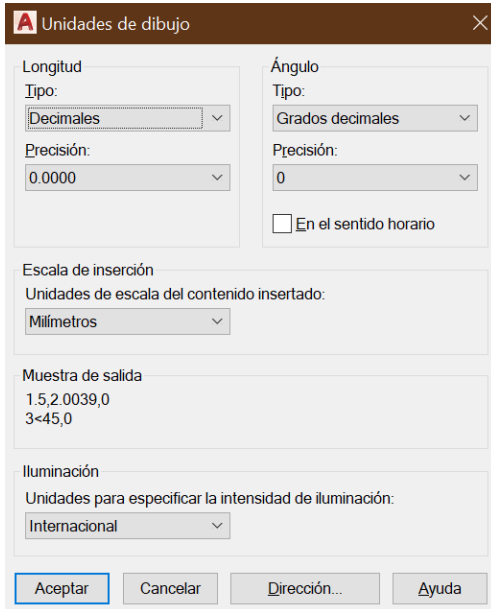 Unidades de dibujo
Longitud
Tipo:
Decimales
Precisión:
0.0000
Ángulo
Tipo:
Grados decimales
Precisión:
0
En el sentido horario
Escala de inserción
Unidades de escala del contenido insertado:
Milímetros
Muestra de salida
1.5,2.0039,0
3<45,0
Iluminación
Unidades para especificar la intensidad de iluminación:
Internacional
Aceptar Cancelar Dirección... Ayuda